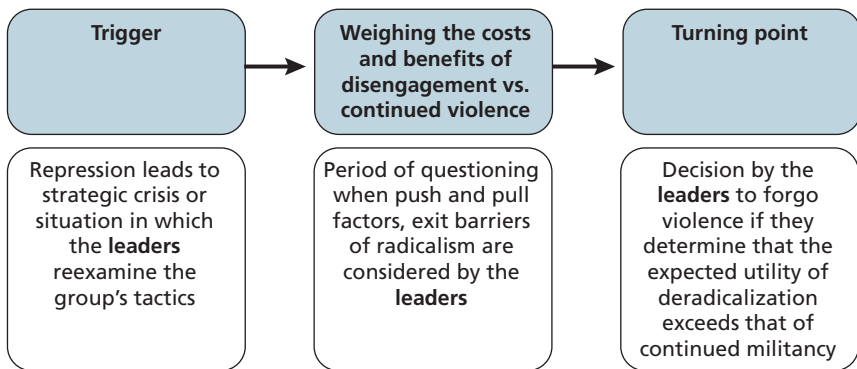 Trigger
Weighing the costs
and benefits of
disengagement vs.
continued violence
Turning point
Repression leads to
strategic crisis or
situation in which
the leaders
reexamine the
group's tactics
Period of questioning
when push and pull
factors, exit barriers
of radicalism are
considered by the
leaders
Decision by the
leaders to forgo
violence if they
determine that the
expected utility of
deradicalization
exceeds that of
continued militancy